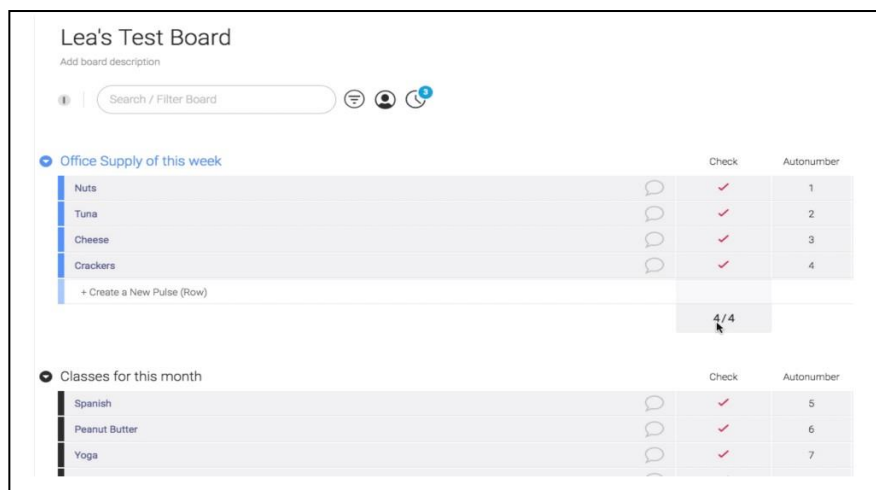 Lea's Test Board
Add board description
Search / Filter Board
3
Office Supply of this week Check Autonumber
Nuts 1
Tuna 2
Cheese 3
Crackers 4
+ Create a New Pulse (Row)
4 / 4
Classes for this month Check Autonumber
Spanish 5
Peanut Butter 6
Yoga 7